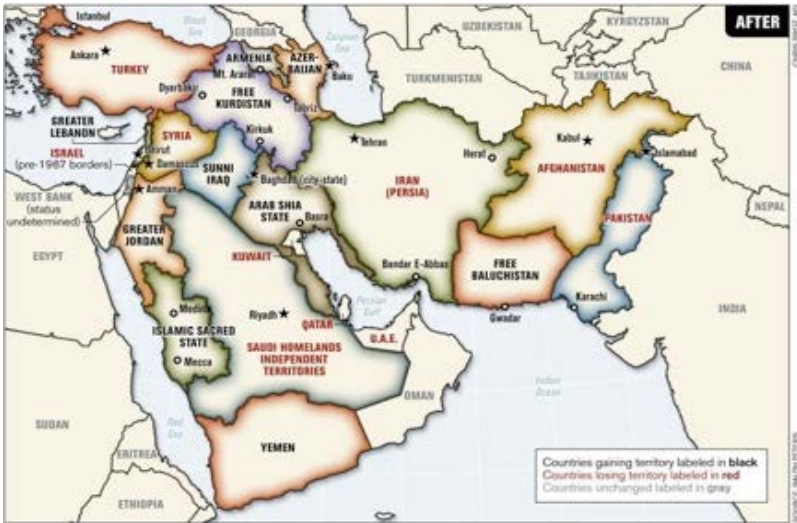 AFTER
Istanbul
Black
Sea
GEORGIA
Caspian
Sea
UZBEKISTAN
KYRGYZSTAN
Ankara
TURKEY
ARMENIA
Mt. Ararat
AZER-
BAIJAN
Baku
TURKMENISTAN
TAJIKISTAN
CHINA
Dyarbakir
FREE
KURDISTAN
Tabriz
GREATER
LEBANON
SYRIA
Kirkuk
Tehran
Herat
Kabul
Islamabad
ISRAEL
(pre-1967 borders)
Beirut
Damascus
SUNNI
IRAQ
Baghdad (city-state)
IRAN
(PERSIA)
AFGHANISTAN
WEST BANK
(status
undetermined)
Amman
ARAB SHIA
STATE
Basra
PAKISTAN
NEPAL
GREATER
JORDAN
EGYPT
KUWAIT
Bandar E-Abbas
FREE
BALUCHISTAN
Karachi
Gwadar
INDIA
Medina
ISLAMIC SACRED
STATE
Mecca
Riyadh
Persian
Gulf
QATAR
U.A.E.
SAUDI HOMELANDS
INDEPENDENT
TERRITORIES
OMAN
Indian
Ocean
SUDAN
Red
Sea
YEMEN
ERITREA
ETHIOPIA
Countries gaining territory labeled in black
Countries losing territory labeled in red
Countries unchanged labeled in gray